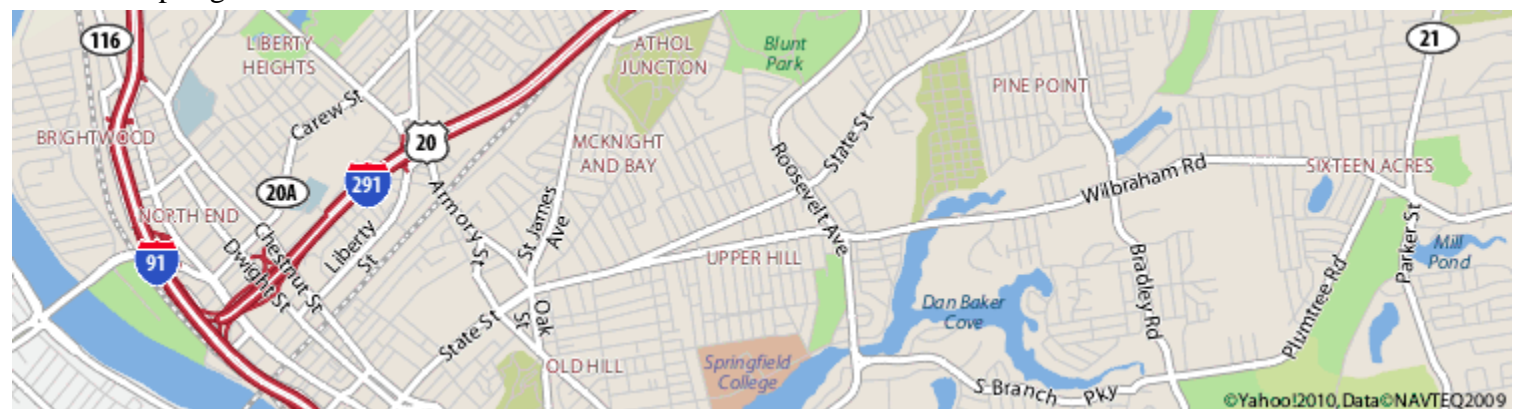 116
LIBERTY
HEIGHTS
ATHOL
JUNCTION
Blunt
Park
21
PINE POINT
Carew St
BRIGHTWOOD
20
MCKNIGHT
AND BAY
State St
Roosevelt Ave
SIXTEEN ACRES
Wilbraham Rd
291
20A
Armory St
St James
Ave
NORTH END
Chestnut St
Dwight St
Liberty
St
91
UPPER HILL
Bradley Rd
Parker St
Mill
Pond
Plumtree Rd
Dan Baker
Cove
Oak
St
State St
OLD HILL
Springfield
College
S Branch Pky
©Yahoo!2010,Data©NAVTEQ2009